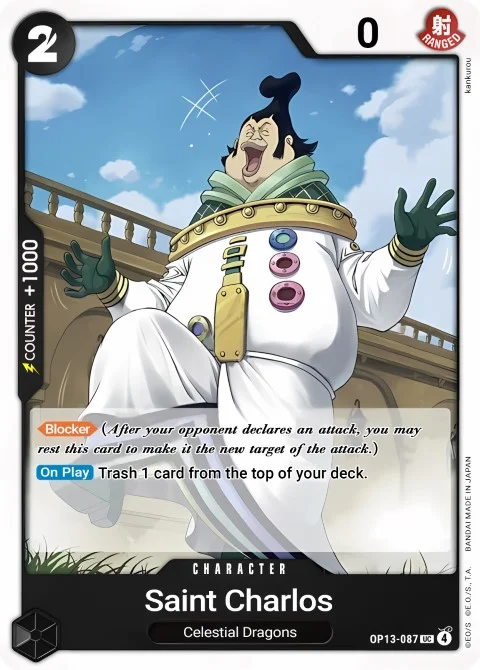 2
0
射
RANGED
kankurou
COUNTER +1000
Blocker (After your opponent declares an attack, you may
rest this card to make it the new target of the attack.)
On Play Trash 1 card from the top of your deck.
CHARACTER
Saint Charlos
Celestial Dragons
OP13-087 UC 4
©E.O/S ©E.O./S.,T.A. BANDAI MADE IN JAPAN